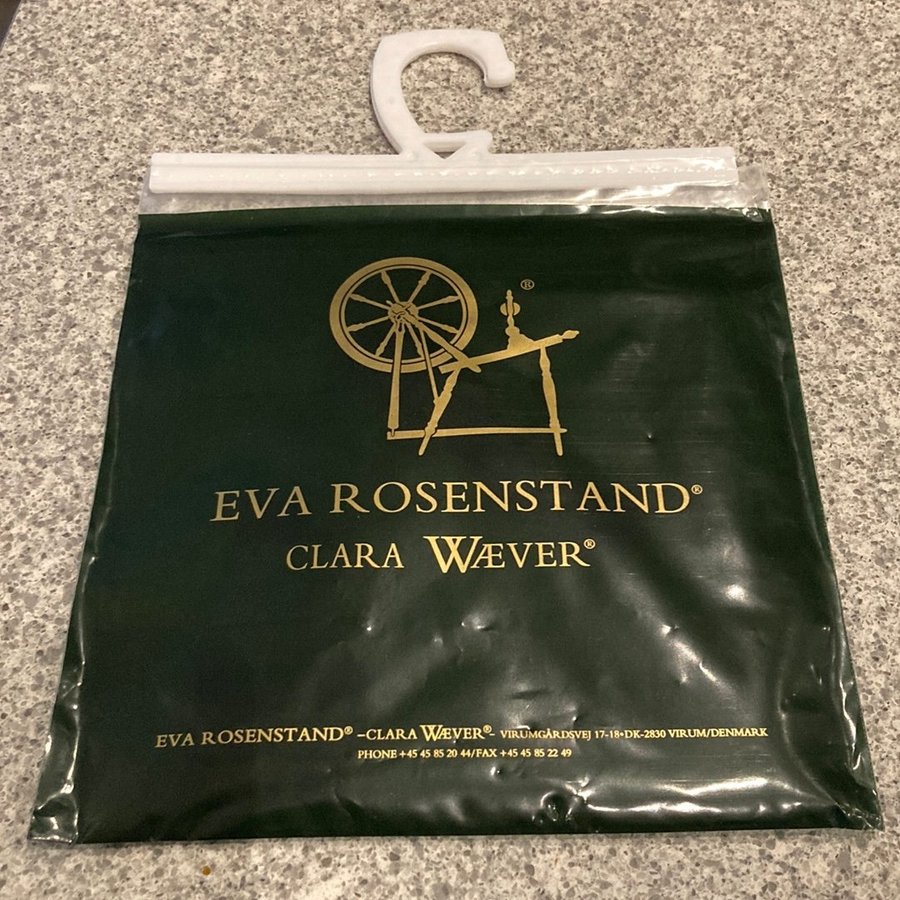 ®
EVA ROSENSTAND®
CLARA WÆVER®
EVA ROSENSTAND® –CLARA WÆVER®– VIRUMGÅRDSVEJ 17-18•DK-2830 VIRUM/DENMARK
PHONE +45 45 85 20 44/FAX +45 45 85 22 49